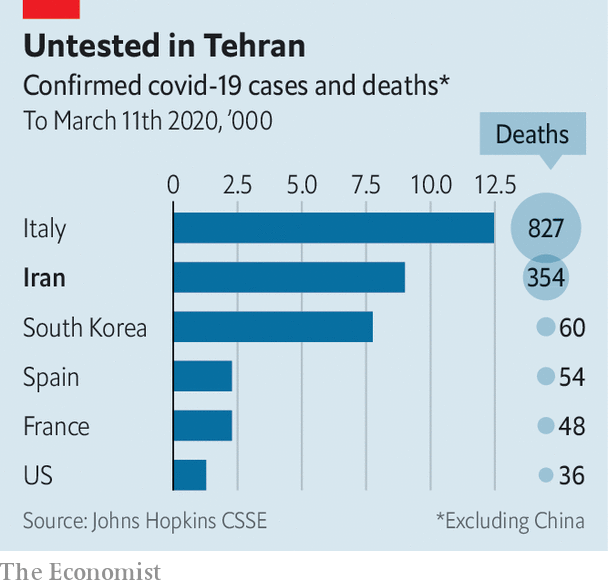 Untested in Tehran
Confirmed covid-19 cases and deaths*
To March 11th 2020, ’000
Deaths
0 2.5 5.0 7.5 10.0 12.5
Italy 827
Iran 354
South Korea 60
Spain 54
France 48
US 36
Source: Johns Hopkins CSSE *Excluding China
The Economist